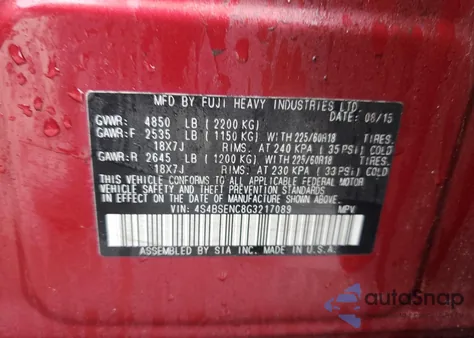 MFD BY FUJI HEAVY INDUSTRIES LTD.
GVWR: 4850 LB (2200 KG) DATE: 08/15
GAWR:F 2535 LB (1150 KG) WITH 225/60R18 TIRES.
18X7J RIMS. AT 240 KPA (35 PSI) COLD
GAWR:R 2645 LB (1200 KG) WITH 225/60R18 TIRES.
18X7J RIMS. AT 230 KPA (33 PSI) COLD
THIS VEHICLE CONFORMS TO ALL APPLICABLE FEDERAL MOTOR
VEHICLE SAFETY STANDARDS
IN EFFECT ON THE DATE OF MANUFACTURE SHOWN ABOVE.
VIN: 4S4BSENC8G3217089 MPV
ASSEMBLED BY SIA INC. MADE IN U.S.A.
autoSnap